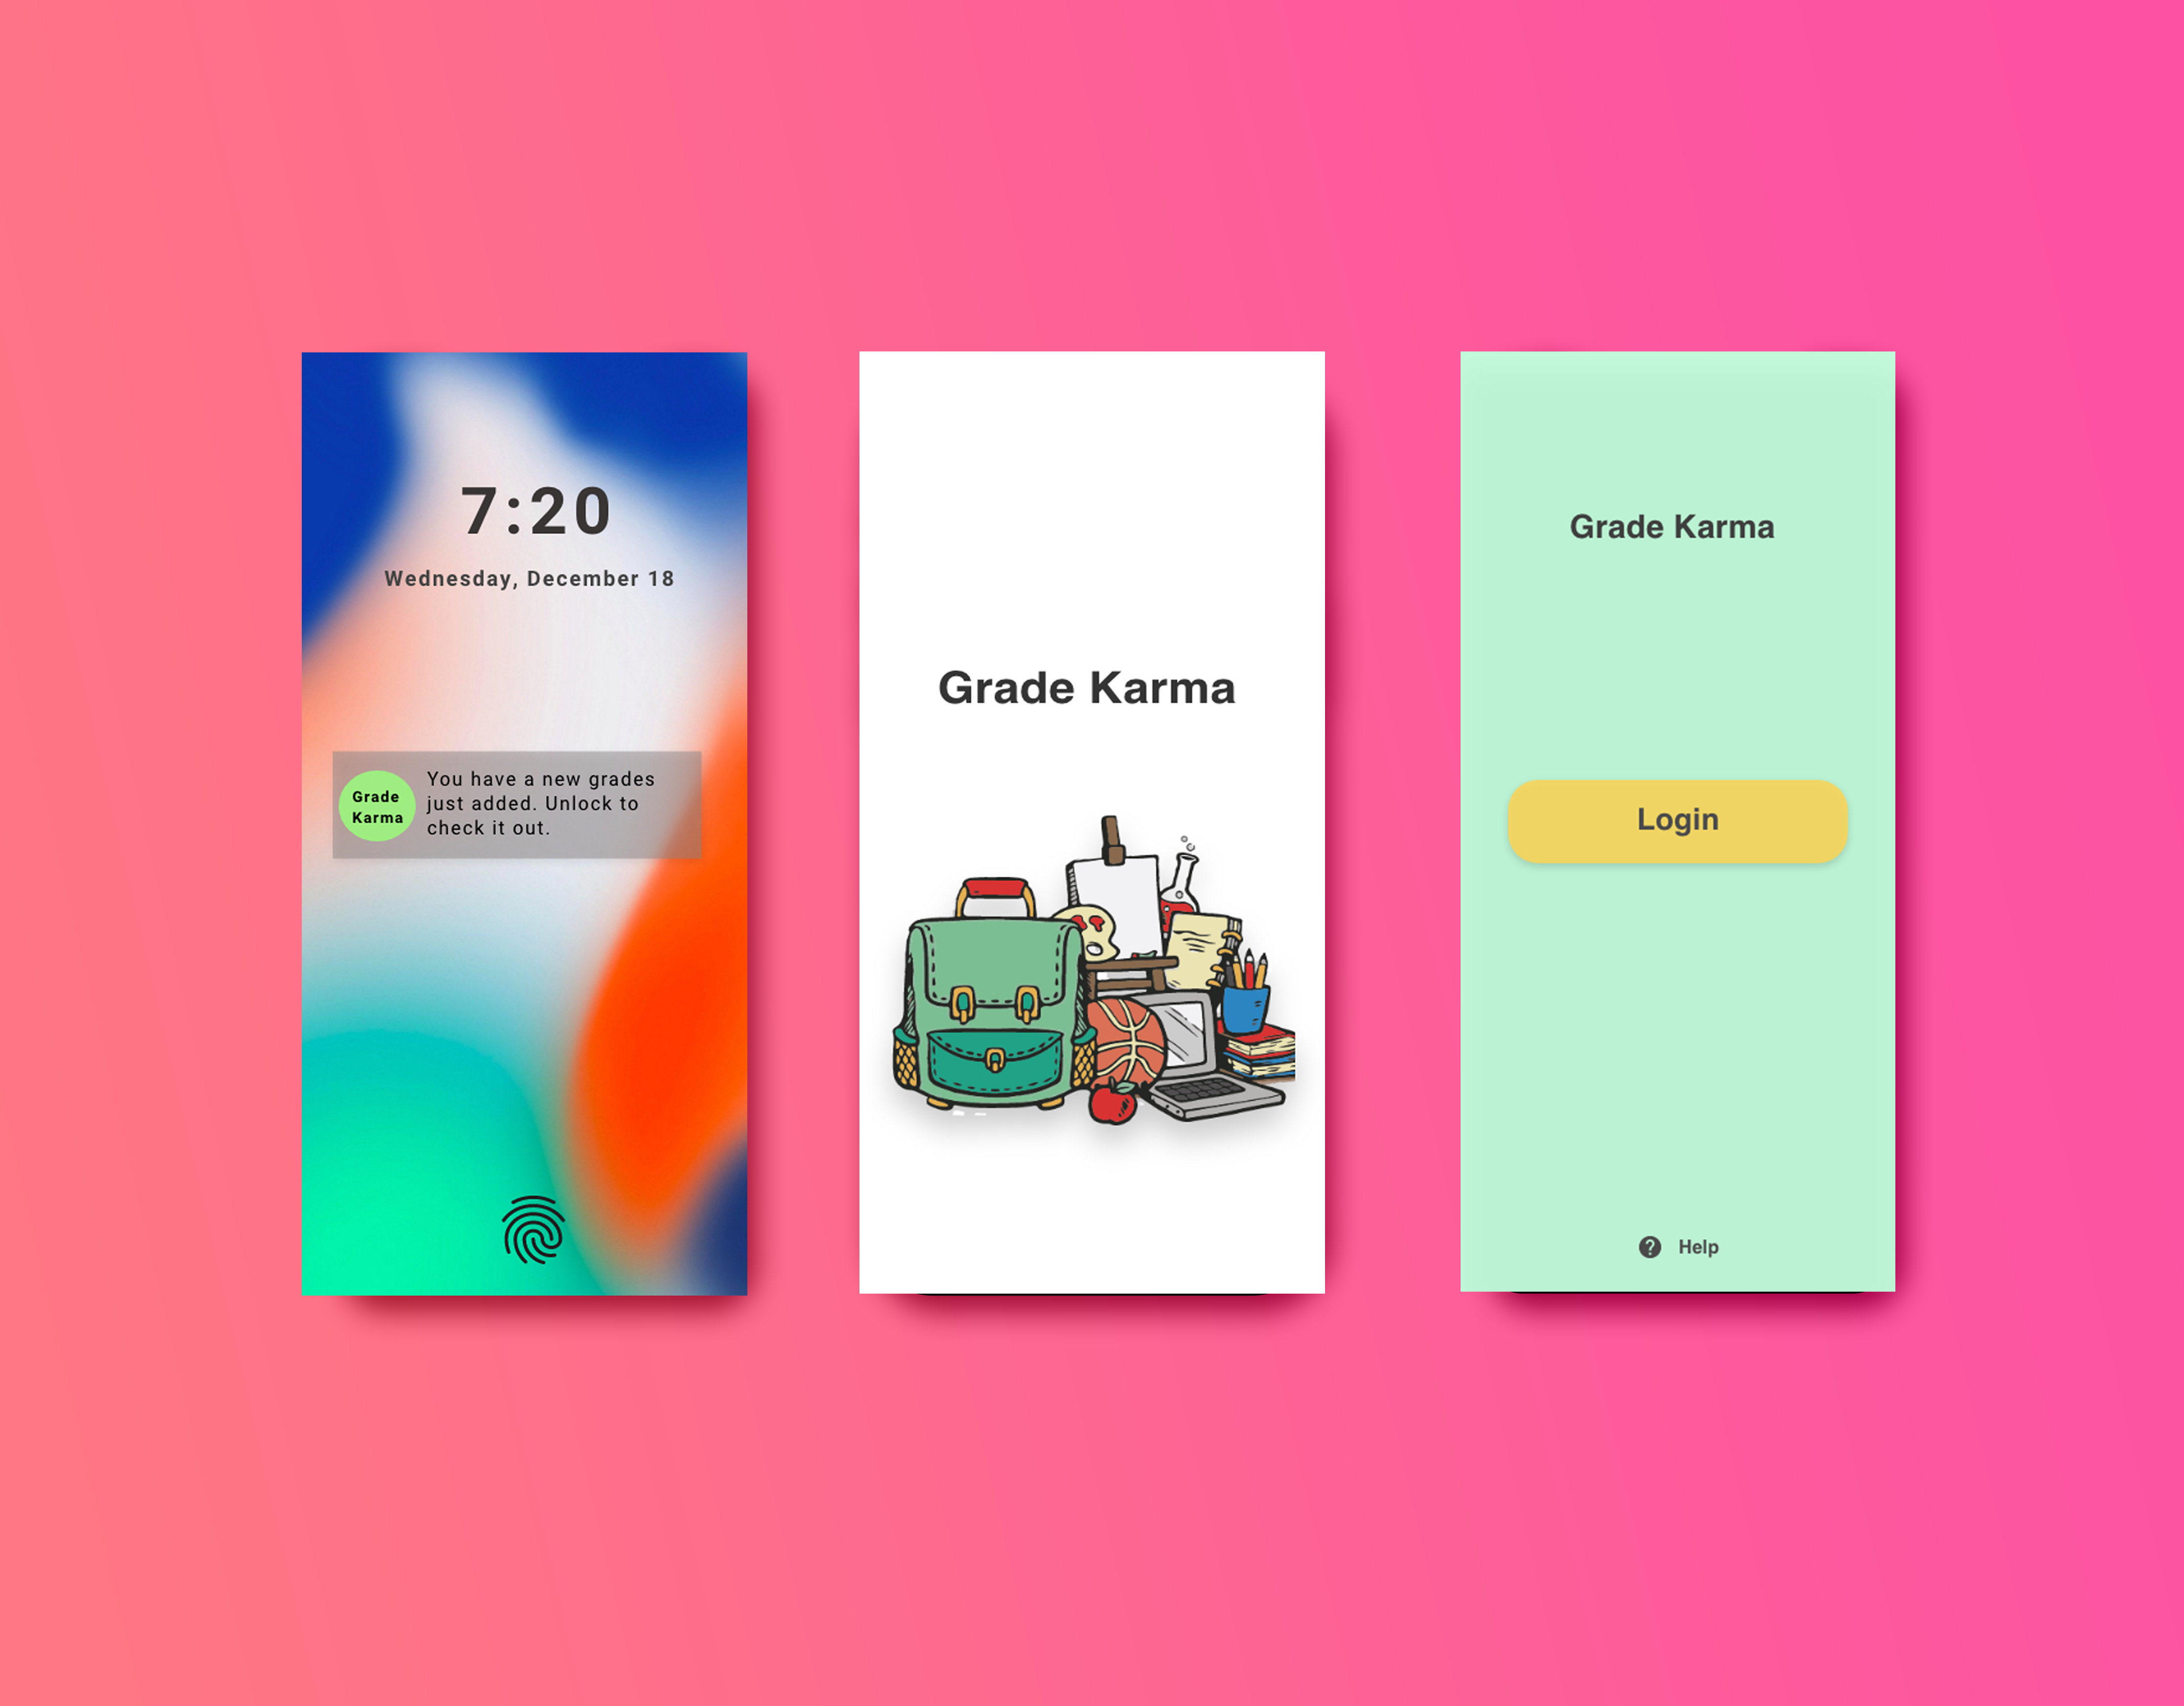 7:20
Wednesday, December 18
Grade
Karma
You have a new grades
just added. Unlock to
check it out.
Grade Karma
Grade Karma
Login
Help